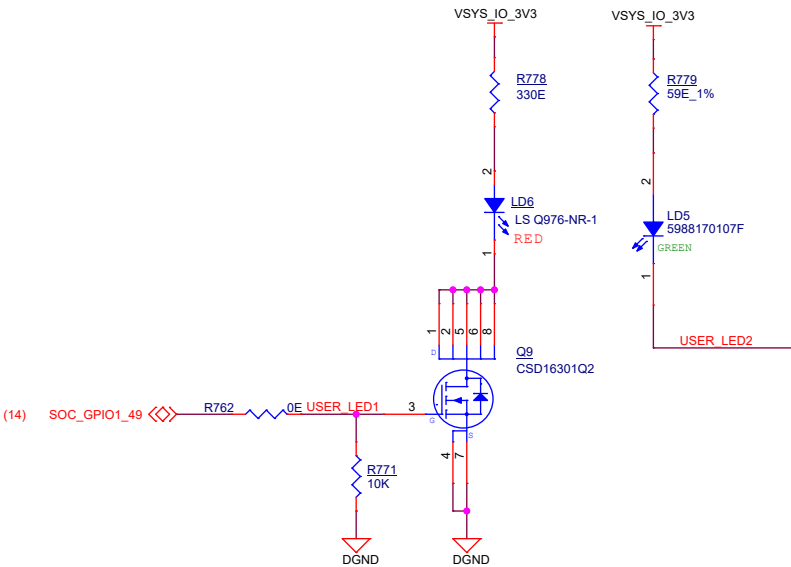 VSYS_IO_3V3
VSYS_IO_3V3
R778
330E
R779
59E_1%
2
2
LD6
LS Q976-NR-1
RED
LD5
5988170107F
GREEN
1
1
USER_LED2
1
2
5
6
8
D
Q9
CSD16301Q2
(14)
SOC_GPIO1_49
R762
0E
USER_LED1
3
G
S
4
7
R771
10K
DGND
DGND